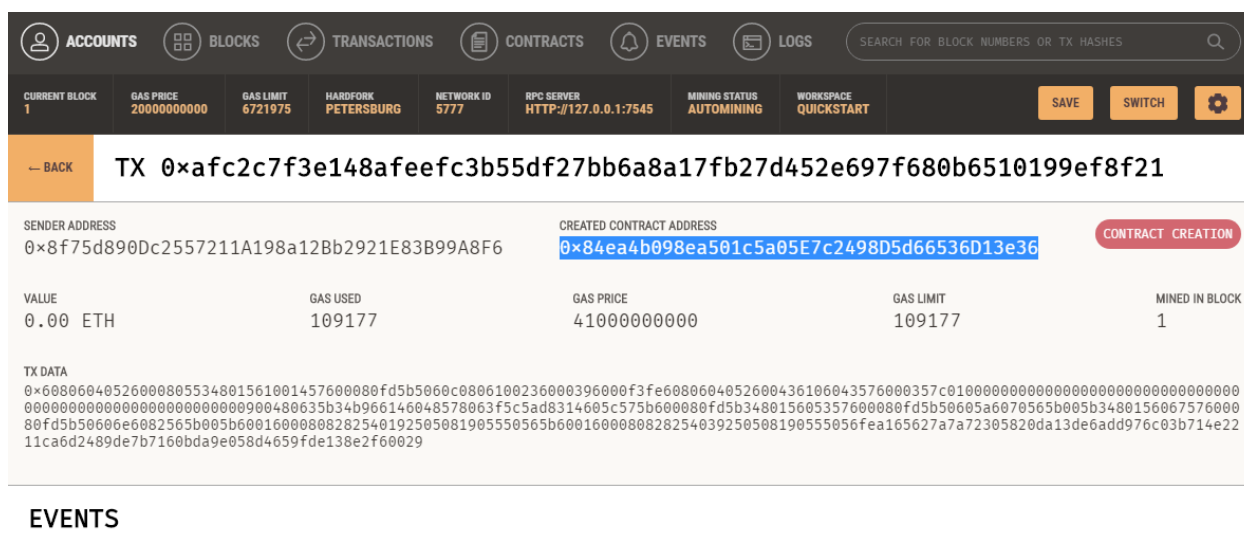 ACCOUNTS BLOCKS TRANSACTIONS CONTRACTS EVENTS LOGS SEARCH FOR BLOCK NUMBERS OR TX HASHES
CURRENT BLOCK GAS PRICE GAS LIMIT HARDFORK NETWORK ID RPC SERVER MINING STATUS WORKSPACE
1 20000000000 6721975 PETERSBURG 5777 HTTP://127.0.0.1:7545 AUTOMINING QUICKSTART SAVE SWITCH
← BACK TX 0×afc2c7f3e148afeefc3b55df27bb6a8a17fb27d452e697f680b6510199ef8f21
SENDER ADDRESS CREATED CONTRACT ADDRESS
0×8f75d890Dc2557211A198a12Bb2921E83B99A8F6 0×84ea4b098ea501c5a05E7c2498D5d66536D13e36 CONTRACT CREATION
VALUE GAS USED GAS PRICE GAS LIMIT MINED IN BLOCK
0.00 ETH 109177 41000000000 109177 1
TX DATA
0×60806040526000805534801561001457600080fd5b5060c0806100236000396000f3fe6080604052600436106043576000357c0100000000000000000000000000000000
000000000000000000000000900480635b34b966146048578063f5c5ad8314605c575b600080fd5b348015605357600080fd5b50605a6070565b005b348015606757600080fd5b50606e6082565b005b60016000808282540192505081905550565b600160008082825403925050819055505 6fea165627a7a72305820da13de6add976c03b714e22
11ca6d2489de7b7160bda9e058d4659fde138e2f60029
EVENTS